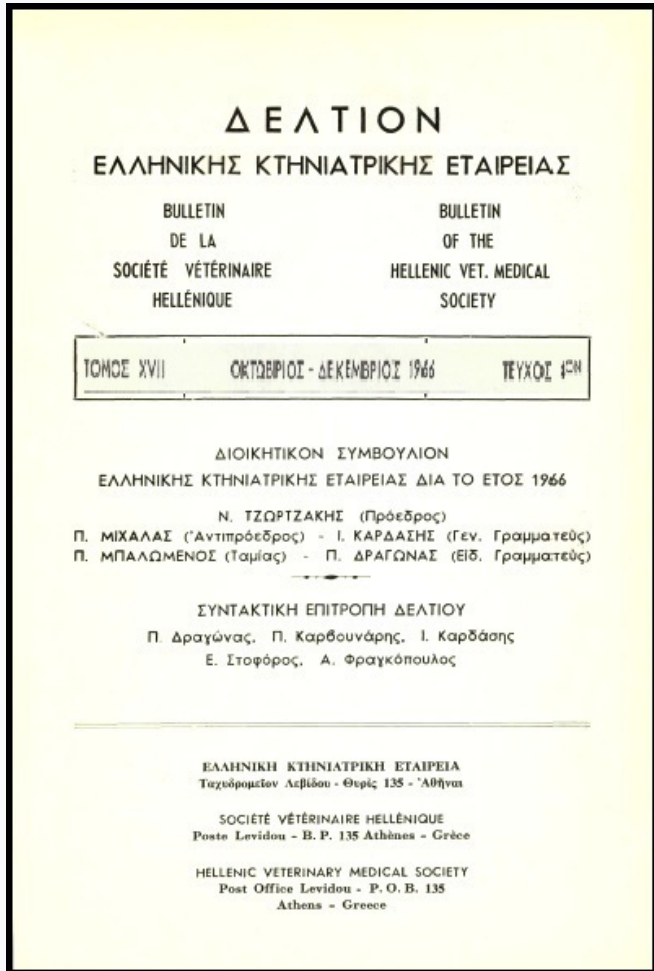 ΔΕΛΤΙΟΝ
ΕΛΛΗΝΙΚΗΣ ΚΤΗΝΙΑΤΡΙΚΗΣ ΕΤΑΙΡΕΙΑΣ
BULLETIN
DE LA
SOCIÉTÉ VÉTÉRINAIRE
HELLÉNIQUE
BULLETIN
OF THE
HELLENIC VET. MEDICAL
SOCIETY
ΤΟΜΟΣ XVII ΟΚΤΩΒΡΙΟΣ - ΔΕΚΕΜΒΡΙΟΣ 1966 ΤΕΥΧΟΣ 4ΟΝ
ΔΙΟΙΚΗΤΙΚΟΝ ΣΥΜΒΟΥΛΙΟΝ
ΕΛΛΗΝΙΚΗΣ ΚΤΗΝΙΑΤΡΙΚΗΣ ΕΤΑΙΡΕΙΑΣ ΔΙΑ ΤΟ ΕΤΟΣ 1966
Ν. ΤΖΩΡΤΖΑΚΗΣ (Πρόεδρος)
Π. ΜΙΧΑΛΑΣ (Ἀντιπρόεδρος) - Ι. ΚΑΡΔΑΣΗΣ (Γεν. Γραμματεὺς)
Π. ΜΠΑΛΩΜΕΝΟΣ (Ταμίας) - Π. ΔΡΑΓΩΝΑΣ (Εἰδ. Γραμματεὺς)
ΣΥΝΤΑΚΤΙΚΗ ΕΠΙΤΡΟΠΗ ΔΕΛΤΙΟΥ
Π. Δραγώνας, Π. Καρβουνάρης, Ι. Καρδάσης
Ε. Στοφόρος, Α. Φραγκόπουλος
ΕΛΛΗΝΙΚΗ ΚΤΗΝΙΑΤΡΙΚΗ ΕΤΑΙΡΕΙΑ
Ταχυδρομεῖον Λεβίδου - Θυρὶς 135 - Ἀθῆναι
SOCIÉTÉ VÉTÉRINAIRE HELLÉNIQUE
Poste Levidou - B. P. 135 Athènes - Grèce
HELLENIC VETERINARY MEDICAL SOCIETY
Post Office Levidou - P. O. B. 135
Athens - Greece